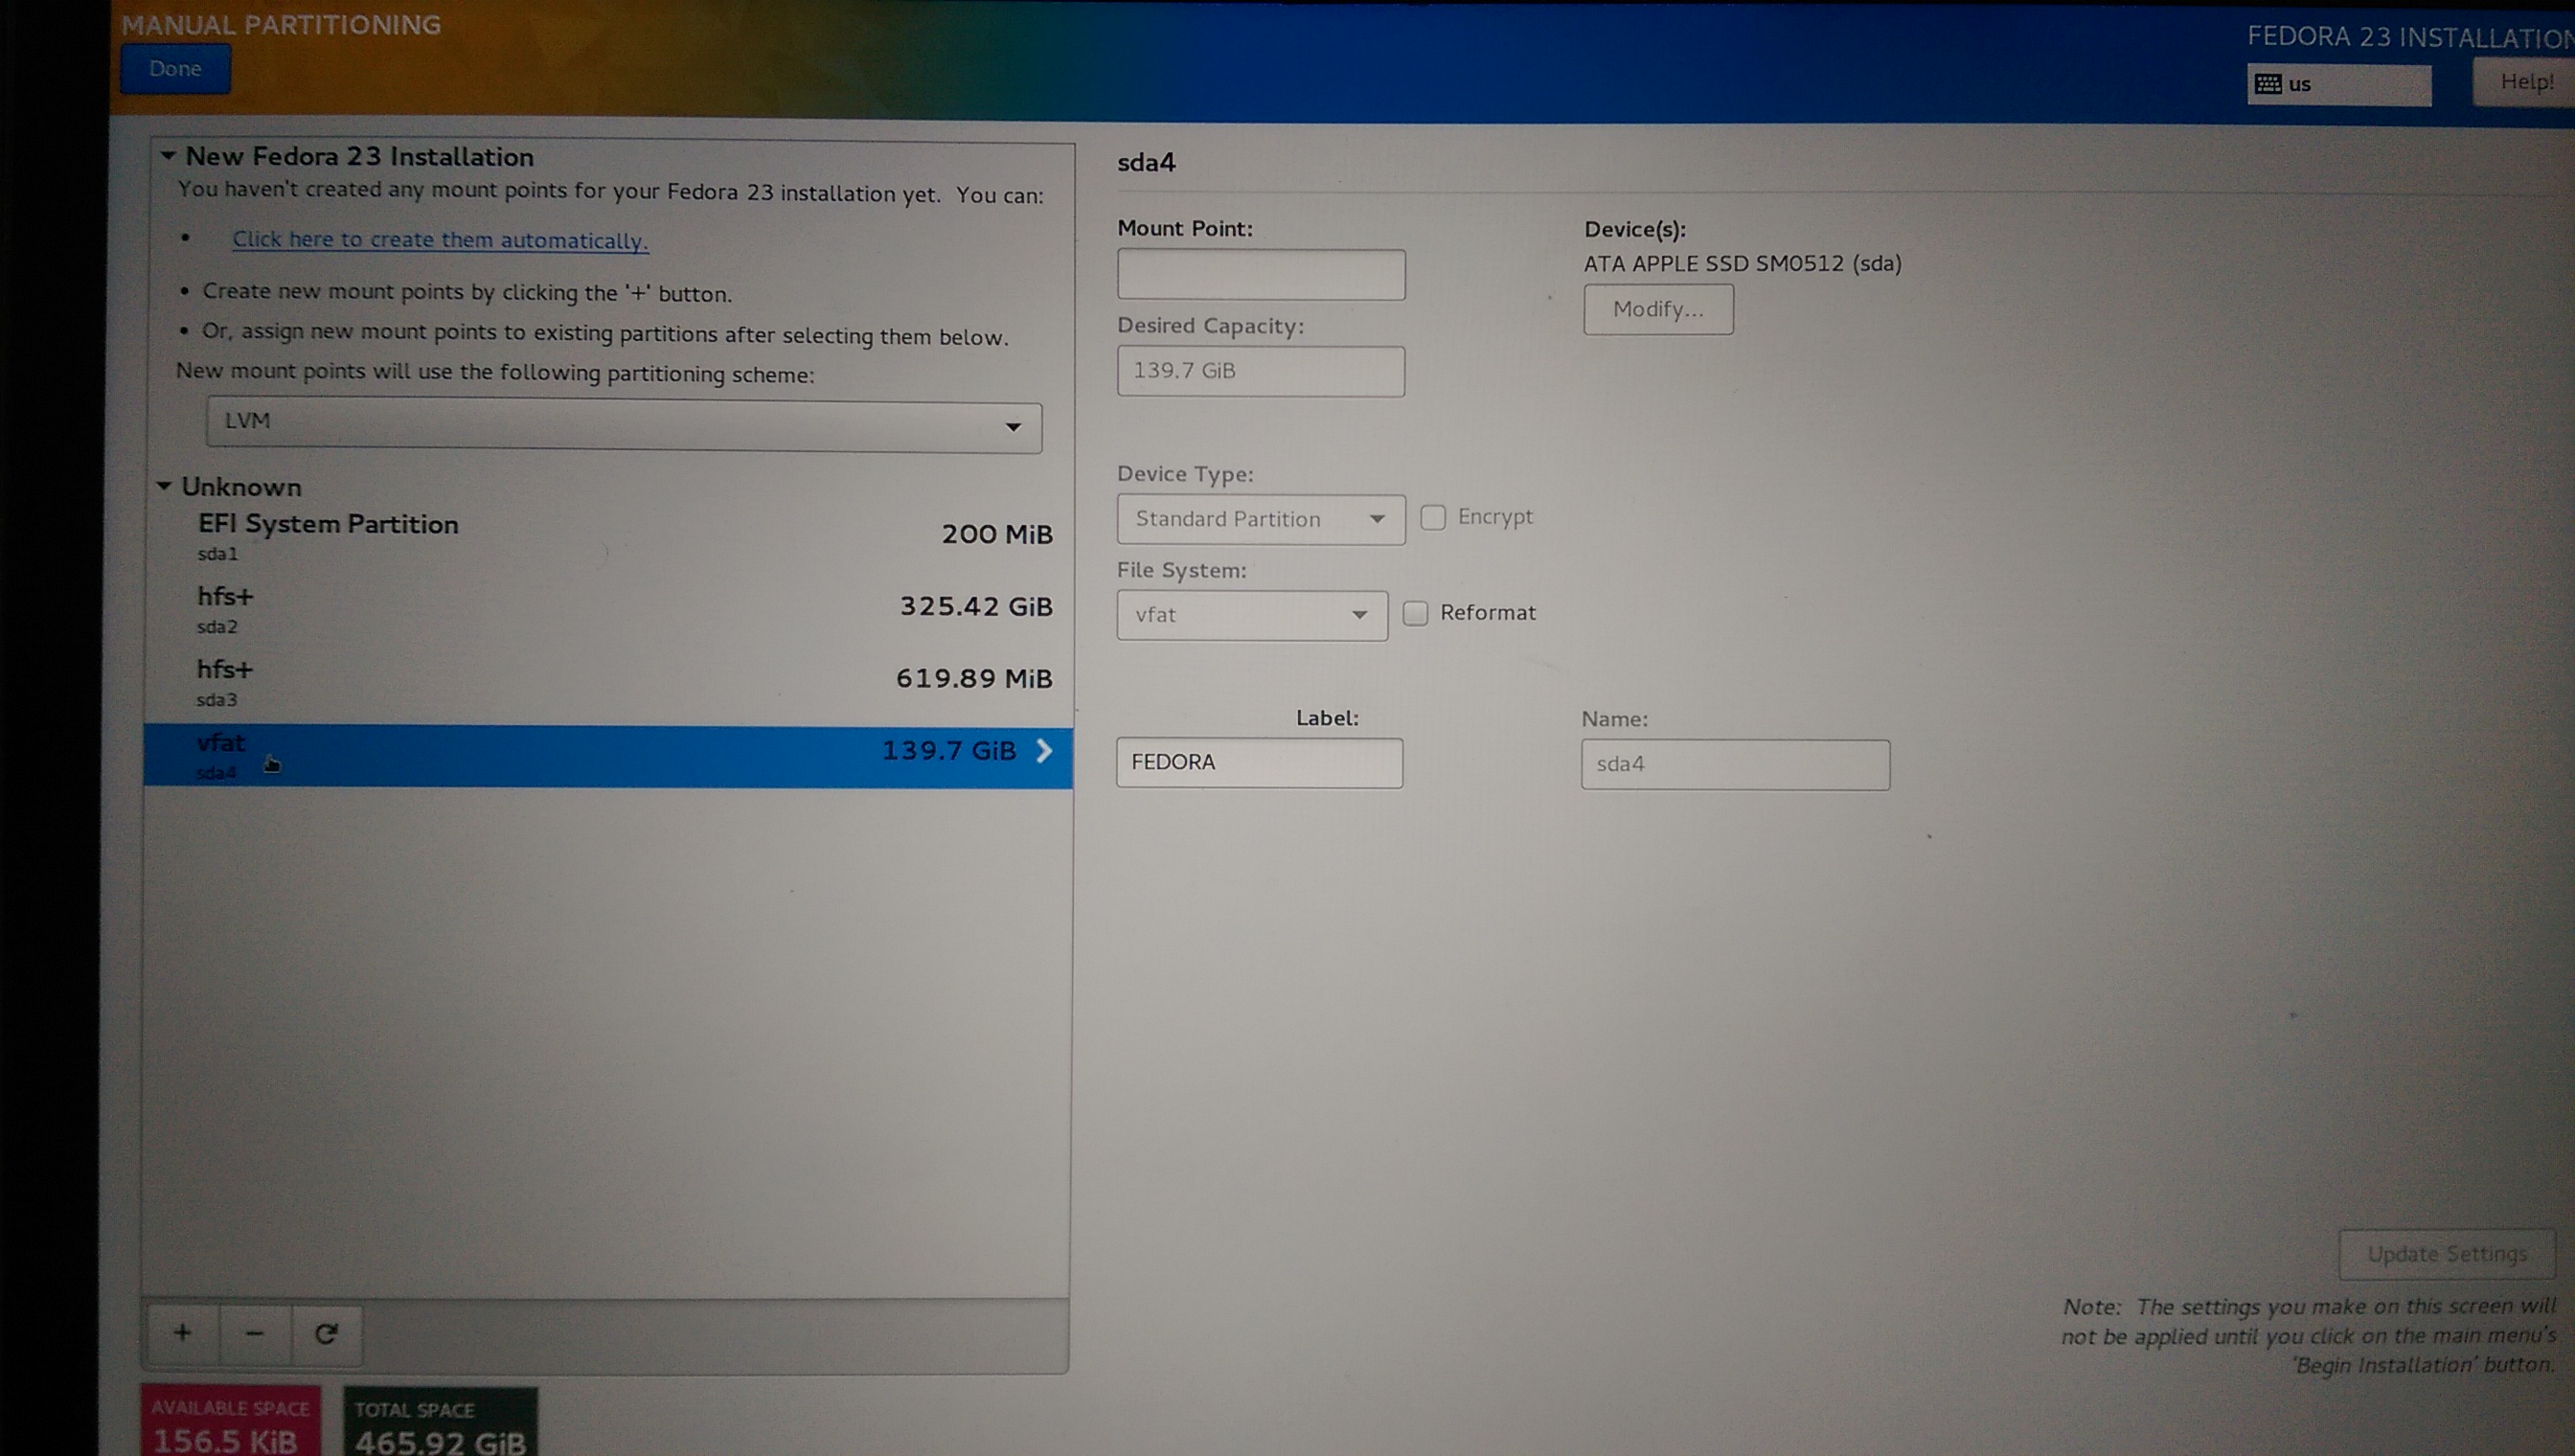 MANUAL PARTITIONING
FEDORA 23 INSTALLATION
Done
us
Help!
New Fedora 23 Installation
You haven't created any mount points for your Fedora 23 installation yet. You can:
• Click here to create them automatically.
• Create new mount points by clicking the '+' button.
• Or, assign new mount points to existing partitions after selecting them below.
New mount points will use the following partitioning scheme:
LVM
Unknown
EFI System Partition
200 MiB
sda1
hfs+
325.42 GiB
sda2
hfs+
619.89 MiB
sda3
vfat
139.7 GiB
sda4
+ −
AVAILABLE SPACE
156.5 KiB
TOTAL SPACE
465.92 GiB
sda4
Mount Point:
Device(s):
ATA APPLE SSD SM0512 (sda)
Modify...
Desired Capacity:
139.7 GiB
Device Type:
Standard Partition
Encrypt
File System:
vfat
Reformat
Label:
Name:
FEDORA
sda4
Update Settings
Note: The settings you make on this screen will
not be applied until you click on the main menu's
'Begin Installation' button.